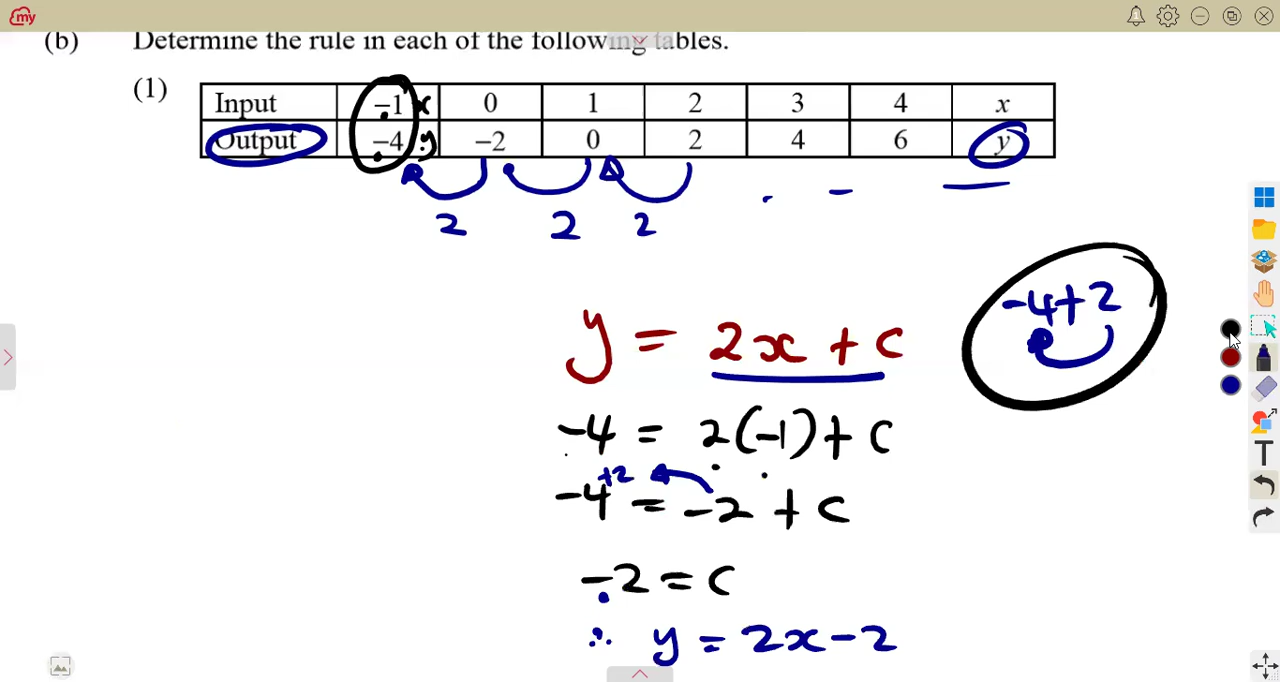 my
(b) Determine the rule in each of the following tables.
(1)
Input −1 x 0 1 2 3 4 x
Output −4 y −2 0 2 4 6 y
2 2 2
-4+2
y = 2x + c
-4 = 2(-1) + c
+2
-4 = -2 + c
-2 = c
∴ y = 2x - 2
T